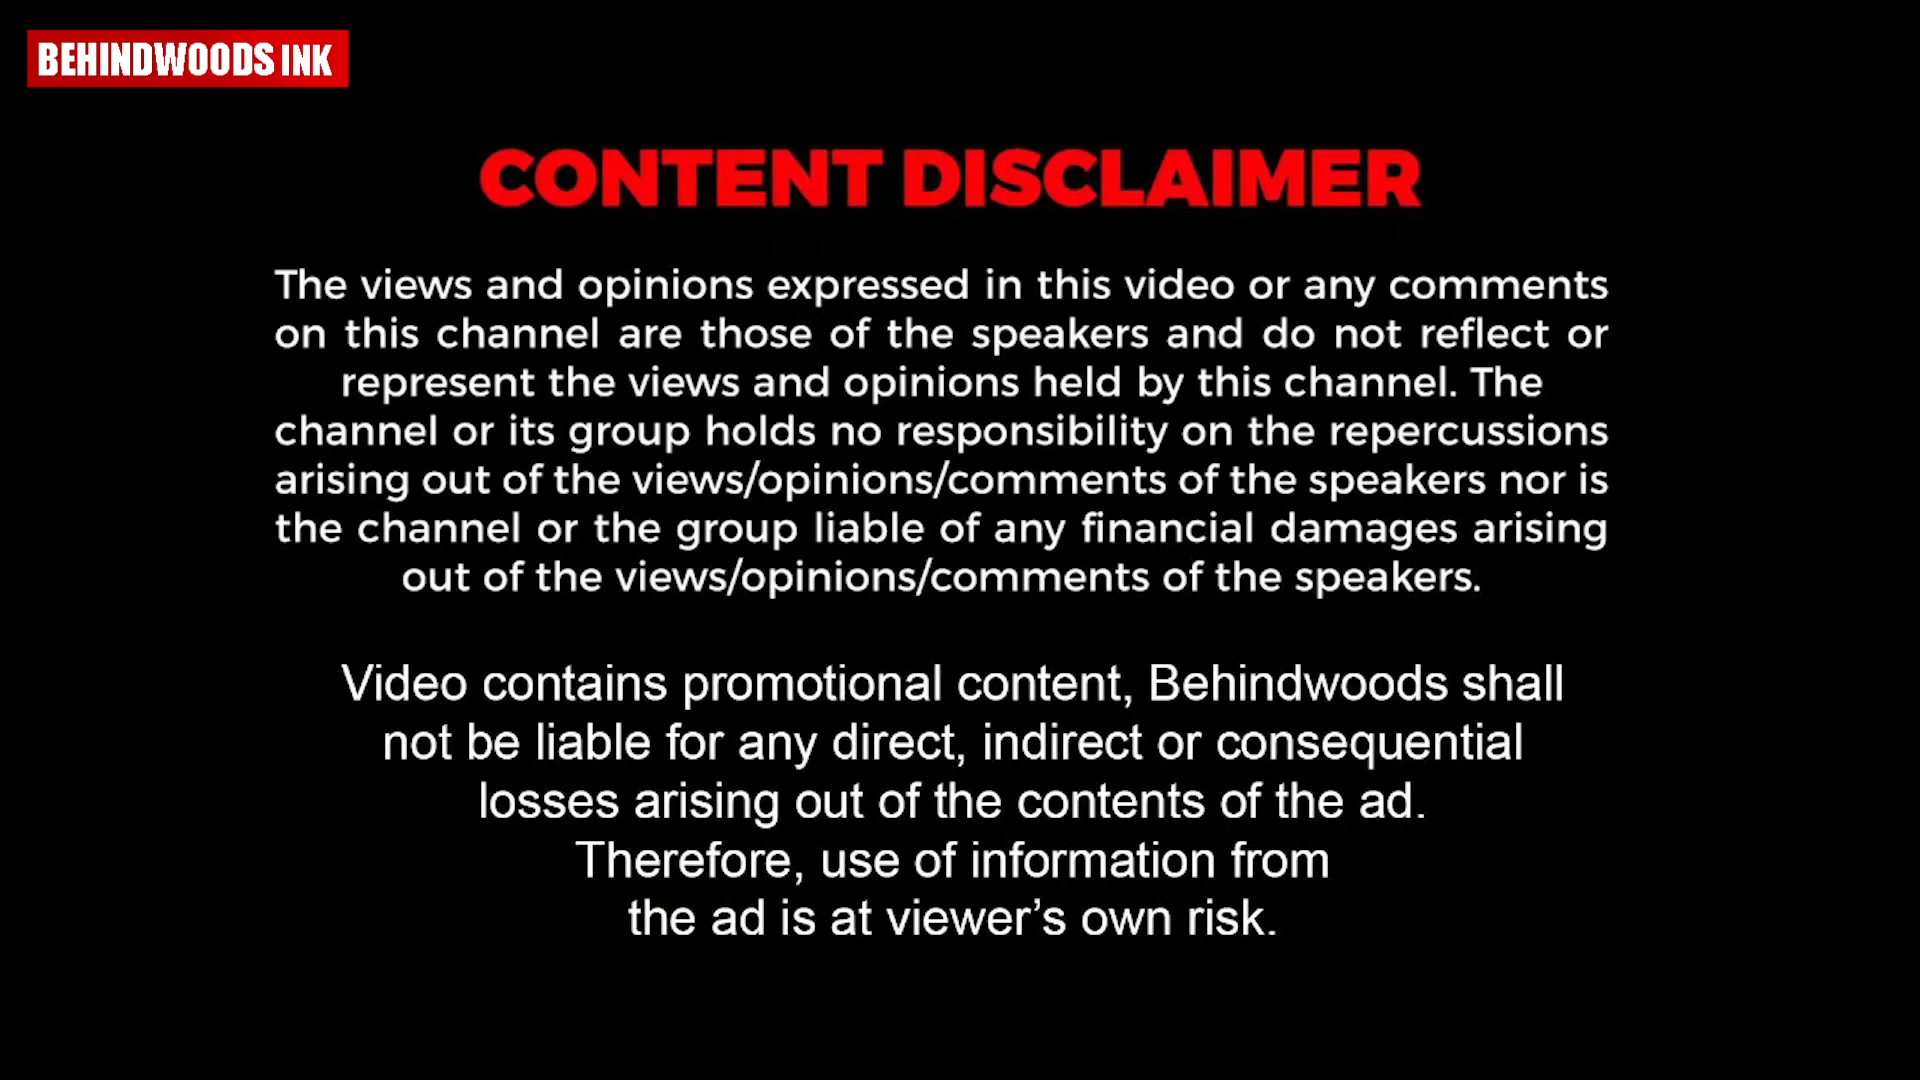 BEHINDWOODS INK
CONTENT DISCLAIMER
The views and opinions expressed in this video or any comments
on this channel are those of the speakers and do not reflect or
represent the views and opinions held by this channel. The
channel or its group holds no responsibility on the repercussions
arising out of the views/opinions/comments of the speakers nor is
the channel or the group liable of any financial damages arising
out of the views/opinions/comments of the speakers.
Video contains promotional content, Behindwoods shall
not be liable for any direct, indirect or consequential
losses arising out of the contents of the ad.
Therefore, use of information from
the ad is at viewer’s own risk.